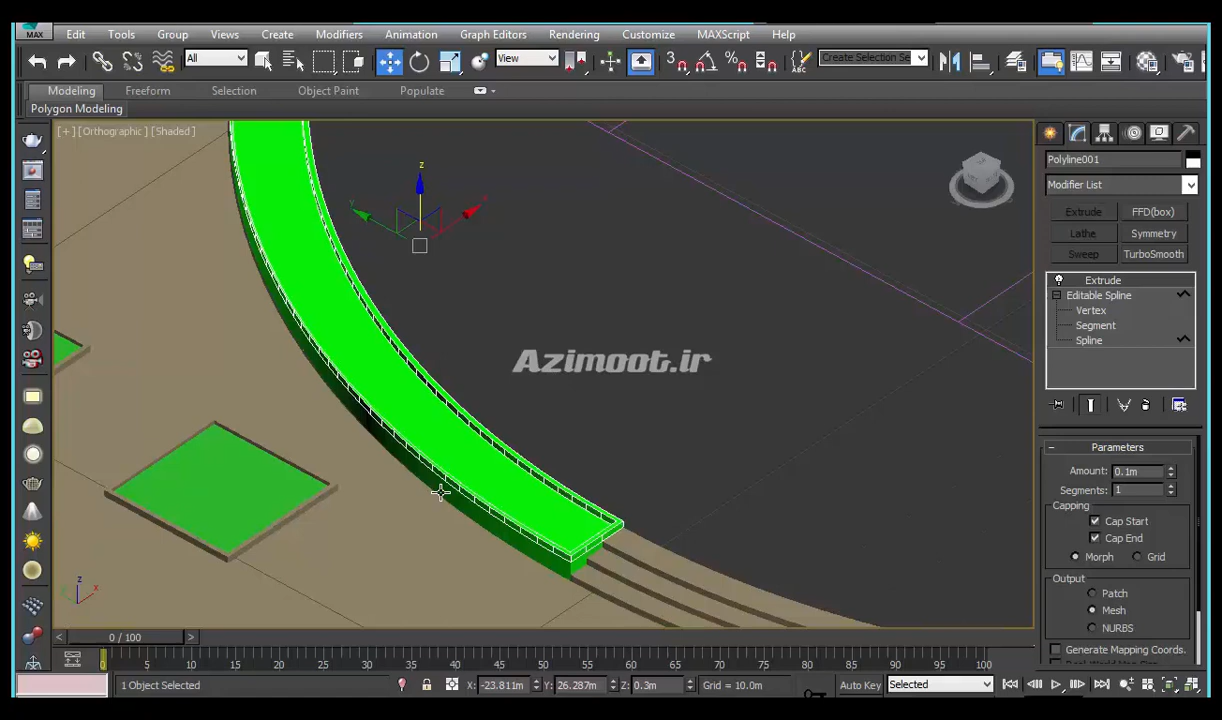 MAX Edit Tools Group Views Create Modifiers Animation Graph Editors Rendering Customize MAXScript Help
All View 3 Create Selection Se
Modeling Freeform Selection Object Paint Populate
Polygon Modeling
[+] [Orthographic] [Shaded]
z
y x
Azimoot.ir
z
x
Polyline001
Modifier List
Extrude FFD(box)
Lathe Symmetry
Sweep TurboSmooth
Extrude
Editable Spline
Vertex
Segment
Spline
Parameters
Amount: 0.1m
Segments: 1
Capping
Cap Start
Cap End
Morph Grid
Output
Patch
Mesh
NURBS
Generate Mapping Coords.
< 0 / 100 >
0 5 10 15 20 25 30 35 40 45 50 55 60 65 70 75 80 85 90 95 100
1 Object Selected X: -23.811m Y: 26.287m Z: 0.3m Grid = 10.0m Auto Key Selected